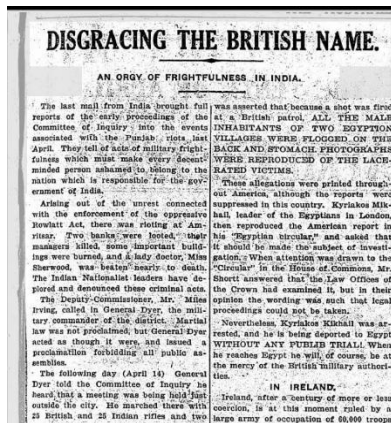 DISGRACING THE BRITISH NAME.
AN ORGY OF FRIGHTFULNESS IN INDIA.
The last mail from India brought full
reports of the early proceedings of the
Committee of Inquiry into the events
associated with the Punjab riots last
April. They tell of acts of military fright-
fulness which must make every decent-
minded person ashamed to belong to the
nation which is responsible for the gov-
ernment of India.
Arising out of the unrest connected
with the enforcement of the oppressive
Rowlatt Act, there was rioting at Am-
ritsar. Two banks were looted, their
managers killed, some important build-
ings were burned, and a lady doctor, Miss
Sherwood, was beaten nearly to death.
The Indian Nationalist leaders have de-
plored and denounced these criminal acts.
The Deputy-Commissioner, Mr. Miles
Irving, called in General Dyer, the mili-
tary commander of the district. Martial
law was not proclaimed, but General Dyer
acted as though it were, and issued a
proclamation forbidding all public as-
semblies.
The following day (April 14) General
Dyer told the Committee of Inquiry he
heard that a meeting was being held just
outside the city. He marched there with
25 British and 25 Indian rifles and two
was asserted that because a shot was fired
at a British patrol, ALL THE MALE
INHABITANTS OF TWO EGYPTION
VILLAGES WERE FLOGGED ON THE
BACK AND STOMACH. PHOTOGRAPHS
WERE REPRODUCED OF THE LACE-
RATED VICTIMS.
These allegations were printed through-
out America, although the reports were
suppressed in this country. Kyriakos Mik-
hail, leader of the Egyptians in London,
then reproduced the American report in
his "Egyptian circular," and asked that
it should be made the subject of investi-
gation. When attention was drawn to the
"Circular" in the House of Commons, Mr.
Shortt answered that the Law Offices of
the Crown had examined it, but in their
opinion the wording was such that legal
proceedings could not be taken.
Nevertheless, Kyriakos Kikhail was ar-
rested, and he is being deported to Egypt
WITHOUT ANY PUBLIC TRIAL! When
he reaches Egypt he will, of course, be at
the mercy of the British military authori-
ties.
IN IRELAND.
Ireland, after a century of more or less
coercion, is at this moment ruled by a
large army of occupation of 60,000 troops